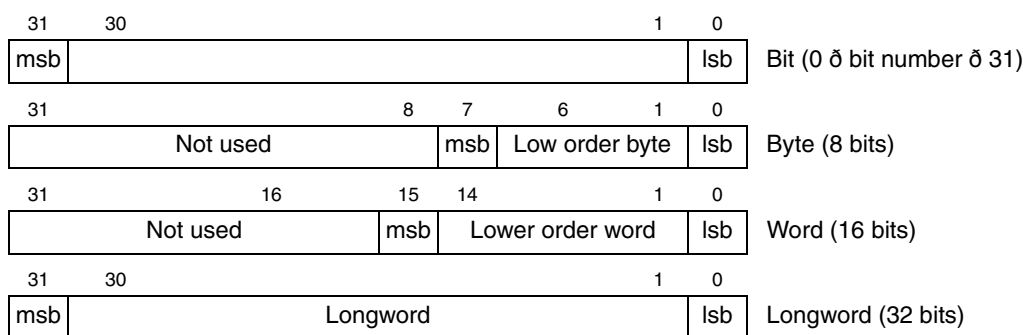 31 30 1 0
msb lsb Bit (0 ð bit number ð 31)
31 8 7 6 1 0
Not used msb Low order byte lsb Byte (8 bits)
31 16 15 14 1 0
Not used msb Lower order word lsb Word (16 bits)
31 30 1 0
msb Longword lsb Longword (32 bits)